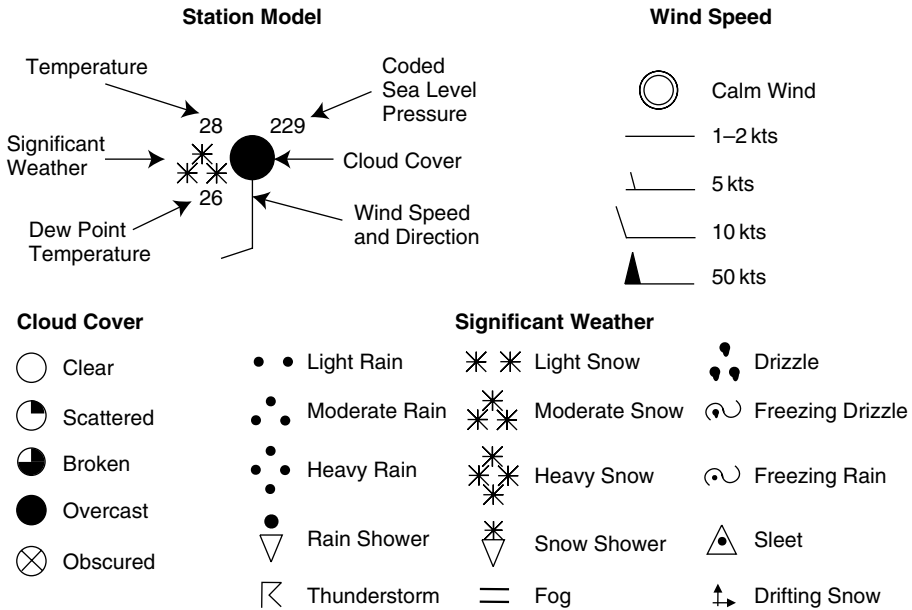 Station Model
Temperature
Coded
Sea Level
Pressure
28
229
Significant
Weather
Cloud Cover
26
Dew Point
Temperature
Wind Speed
and Direction
Wind Speed
Calm Wind
1–2 kts
5 kts
10 kts
50 kts
Cloud Cover
Clear
Scattered
Broken
Overcast
Obscured
Significant Weather
Light Rain
Moderate Rain
Heavy Rain
Rain Shower
Thunderstorm
Light Snow
Moderate Snow
Heavy Snow
Snow Shower
Fog
Drizzle
Freezing Drizzle
Freezing Rain
Sleet
Drifting Snow